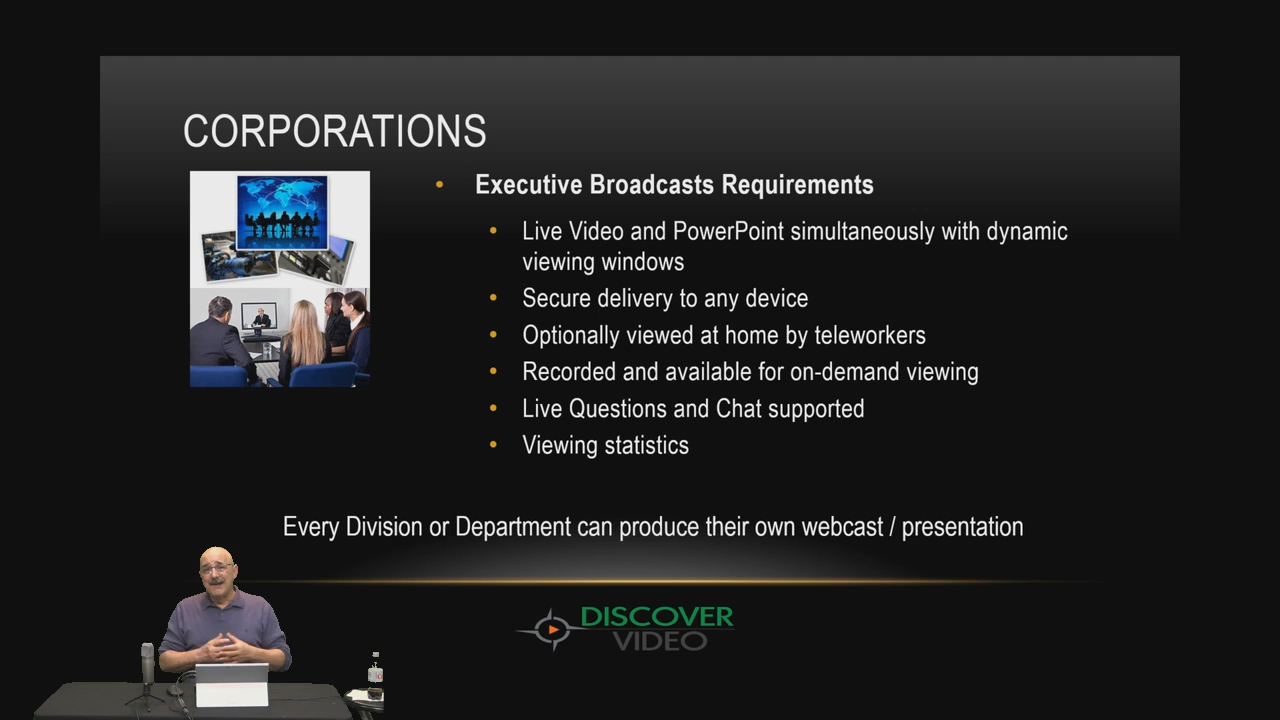 CORPORATIONS
• Executive Broadcasts Requirements
• Live Video and PowerPoint simultaneously with dynamic
viewing windows
• Secure delivery to any device
• Optionally viewed at home by teleworkers
• Recorded and available for on-demand viewing
• Live Questions and Chat supported
• Viewing statistics
Every Division or Department can produce their own webcast / presentation
DISCOVER
VIDEO